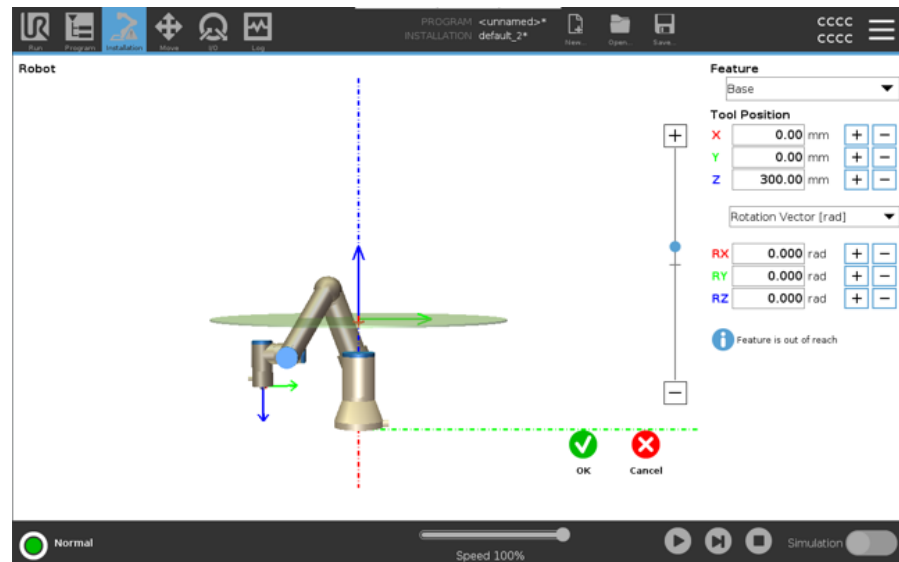 PROGRAM <unnamed>*
INSTALLATION default_2*
Run Program Installation Move I/O Log New... Open... Save...
cccc
cccc
Robot
Feature
Base
Tool Position
X 0.00 mm + −
Y 0.00 mm + −
Z 300.00 mm + −
Rotation Vector [rad]
RX 0.000 rad + −
RY 0.000 rad + −
RZ 0.000 rad + −
Feature is out of reach
OK Cancel
Normal
Speed 100%
Simulation